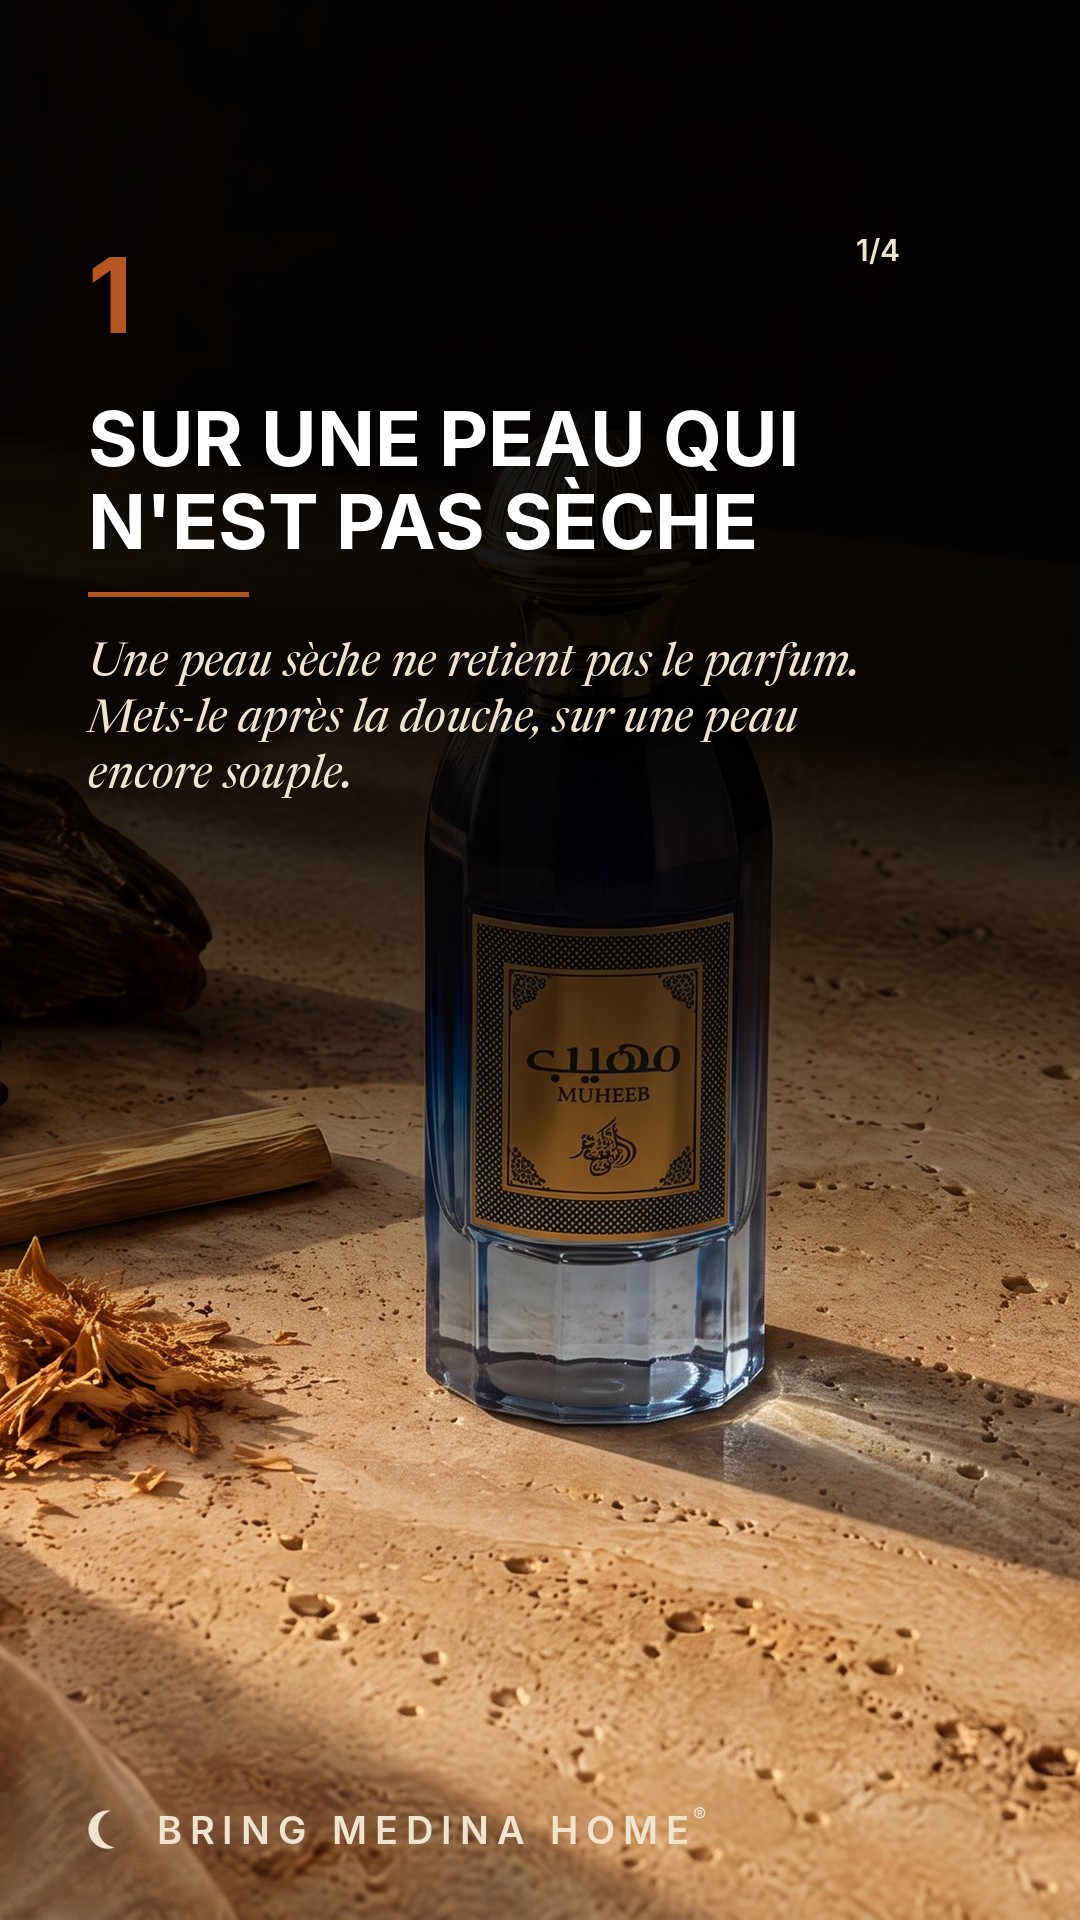 1/4
1
SUR UNE PEAU QUI
N'EST PAS SÈCHE
Une peau sèche ne retient pas le parfum.
Mets-le après la douche, sur une peau
encore souple.
مهيب
MUHEEB
BRING MEDINA HOME®